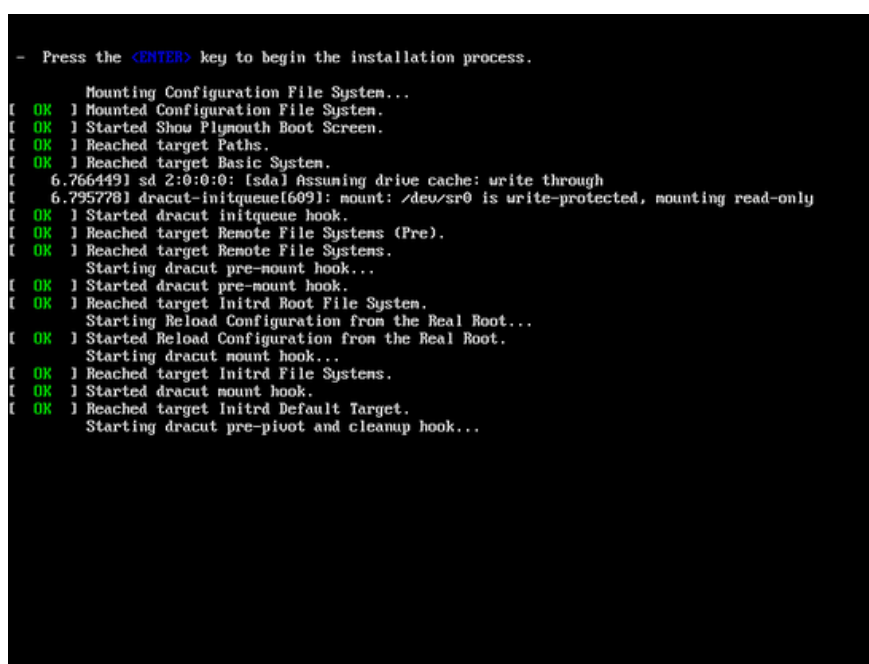 - Press the <ENTER> key to begin the installation process.
Mounting Configuration File System...
[  OK  ] Mounted Configuration File System.
[  OK  ] Started Show Plymouth Boot Screen.
[  OK  ] Reached target Paths.
[  OK  ] Reached target Basic System.
[    6.766449] sd 2:0:0:0: [sda] Assuming drive cache: write through
[    6.795778] dracut-initqueue[609]: mount: /dev/sr0 is write-protected, mounting read-only
[  OK  ] Started dracut initqueue hook.
[  OK  ] Reached target Remote File Systems (Pre).
[  OK  ] Reached target Remote File Systems.
Starting dracut pre-mount hook...
[  OK  ] Started dracut pre-mount hook.
[  OK  ] Reached target Initrd Root File System.
Starting Reload Configuration from the Real Root...
[  OK  ] Started Reload Configuration from the Real Root.
Starting dracut mount hook...
[  OK  ] Reached target Initrd File Systems.
[  OK  ] Started dracut mount hook.
[  OK  ] Reached target Initrd Default Target.
Starting dracut pre-pivot and cleanup hook...